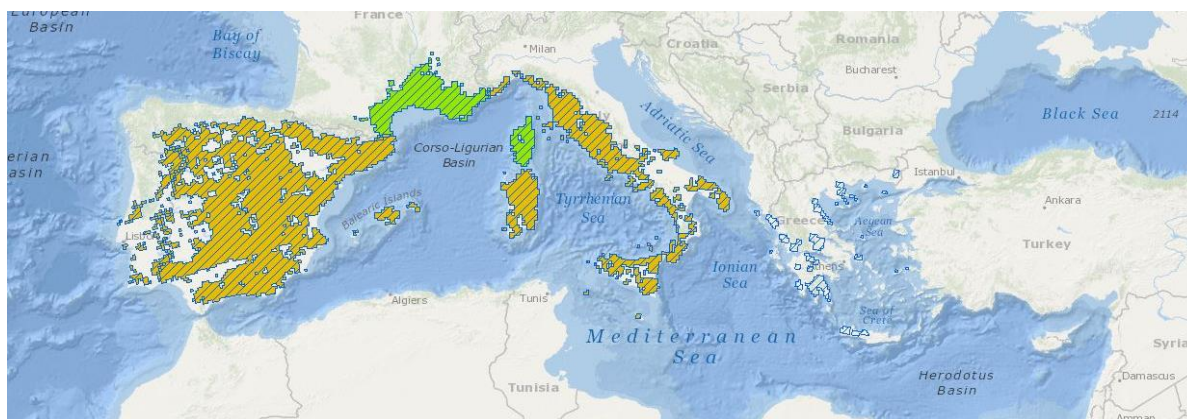 European
Basin
Bay of
Biscay
France
Milan
Croatia
Romania
Bucharest
Serbia
Black Sea
2114
Bulgaria
Adriatic Sea
Corso-Ligurian
Basin
Istanbul
Balearic Islands
Tyrrhenian
Sea
Lisbo
Greece
Aegean
Sea
Ankara
Turkey
Athens
Ionian
Sea
Algiers
Tunis
Sea of
Crete
Mediterranean
Sea
Syria
Herodotus
Basin
Damascus
Tunisia
Amman